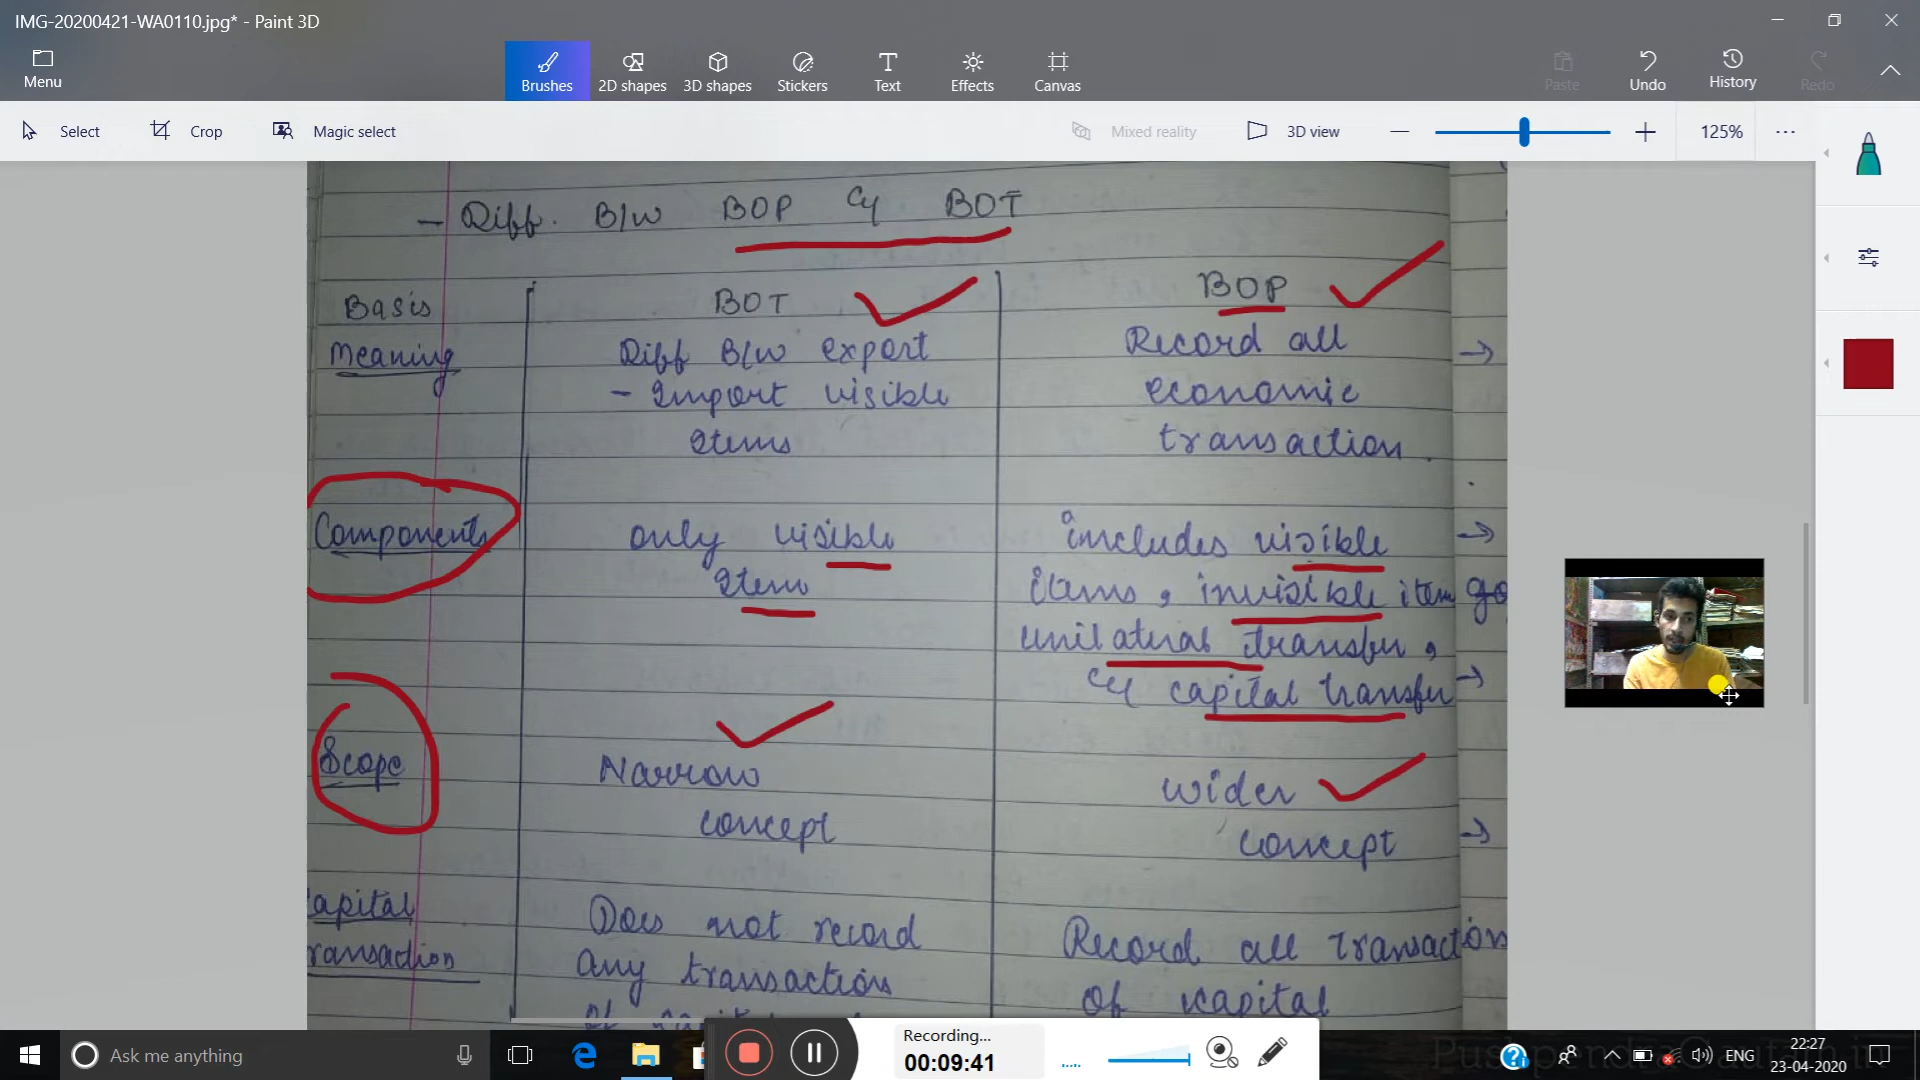 IMG-20200421-WA0110.jpg* - Paint 3D
Menu
Brushes
2D shapes
3D shapes
Stickers
Text
Effects
Canvas
Paste
Undo
History
Redo
Select
Crop
Magic select
Mixed reality
3D view
125%
- Diff. B/w BOP & BOT
Basis BOT BOP
Meaning Diff B/w export Record all
- Import visible economic
Items transaction.
Components only visible includes visible
Item items, invisible item go
unilateral transfer,
& capital transfer
Scope Narrow wider
concept concept
apital Does not record Record all transaction
ransaction any transaction of capital
of
Recording...
00:09:41
Ask me anything
ENG
22:27
23-04-2020